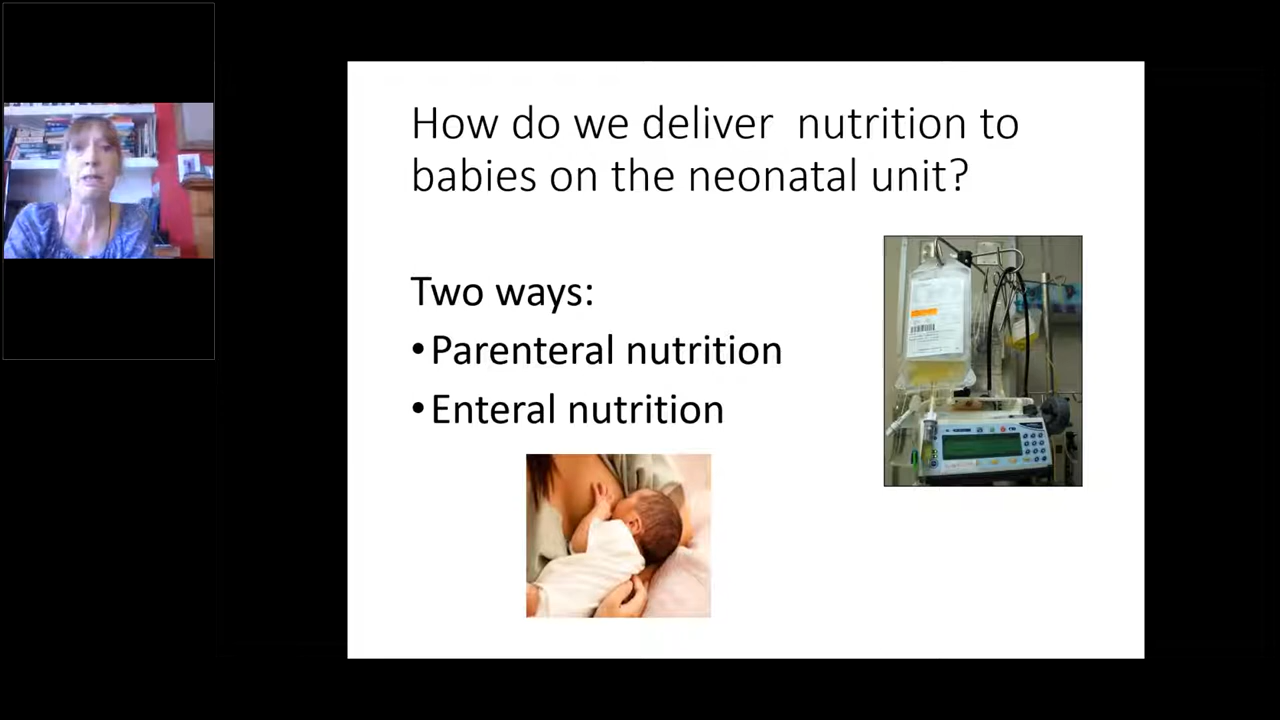 How do we deliver  nutrition to
babies on the neonatal unit?
Two ways:
•Parenteral nutrition
•Enteral nutrition